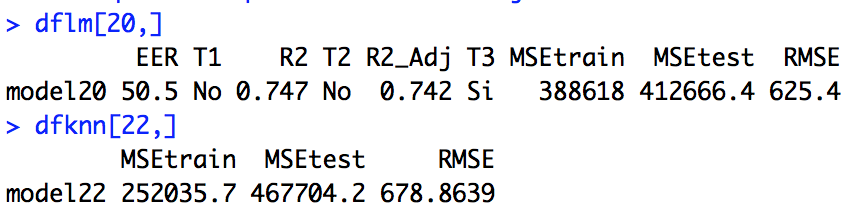 > dflm[20,]
EER T1 R2 T2 R2_Adj T3 MSEtrain MSEtest RMSE
model20 50.5 No 0.747 No 0.742 Si 388618 412666.4 625.4
> dfknn[22,]
MSEtrain MSEtest RMSE
model22 252035.7 467704.2 678.8639